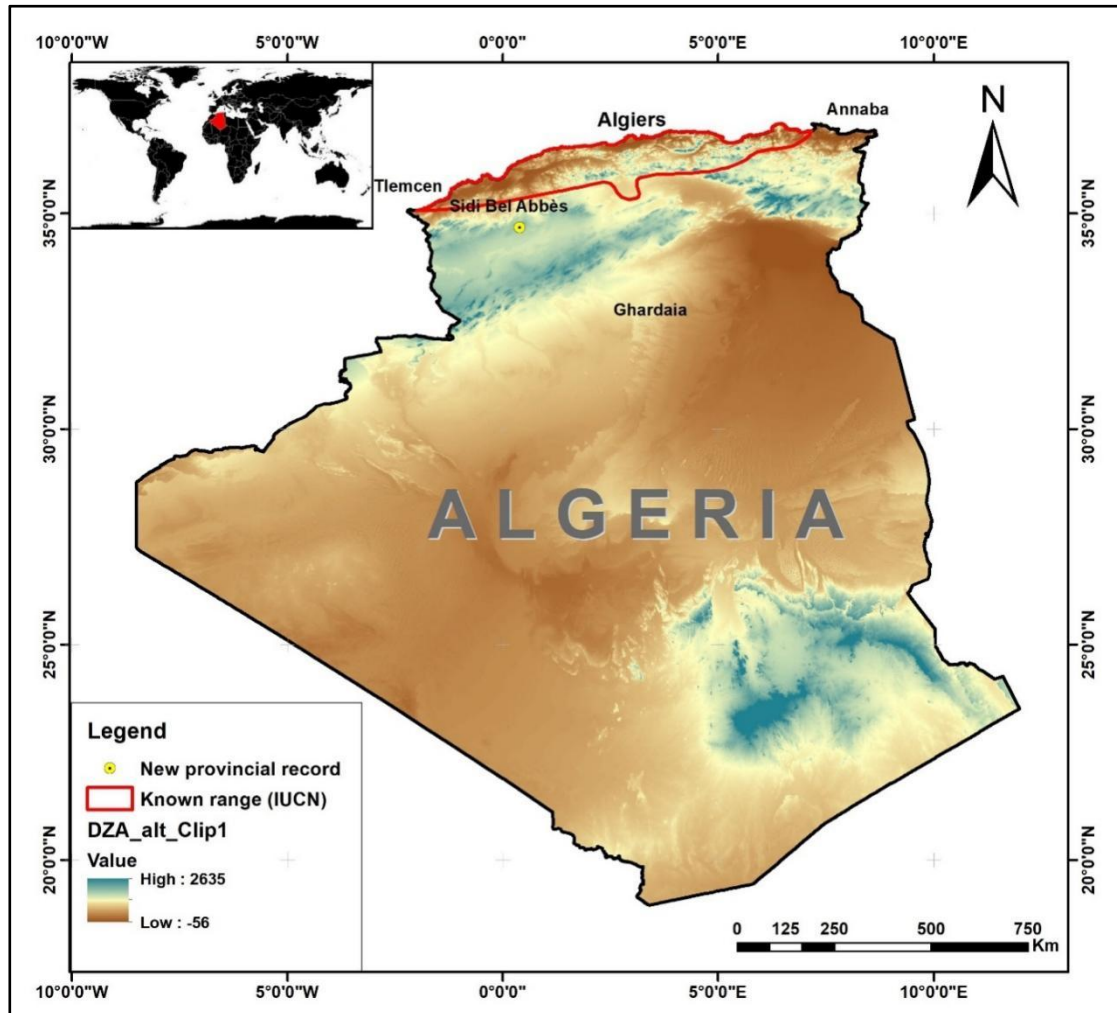 10°0'0"W 5°0'0"W 0°0'0" 5°0'0"E 10°0'0"E
N
Annaba
Algiers
Tlemcen
Sidi Bel Abbès
35°0'0"N 35°0'0"N
Ghardaia
30°0'0"N 30°0'0"N
ALGERIA
25°0'0"N 25°0'0"N
20°0'0"N 20°0'0"N
Legend
New provincial record
Known range (IUCN)
DZA_alt_Clip1
Value
High : 2635
Low : -56
0 125 250 500 750
Km
10°0'0"W 5°0'0"W 0°0'0" 5°0'0"E 10°0'0"E